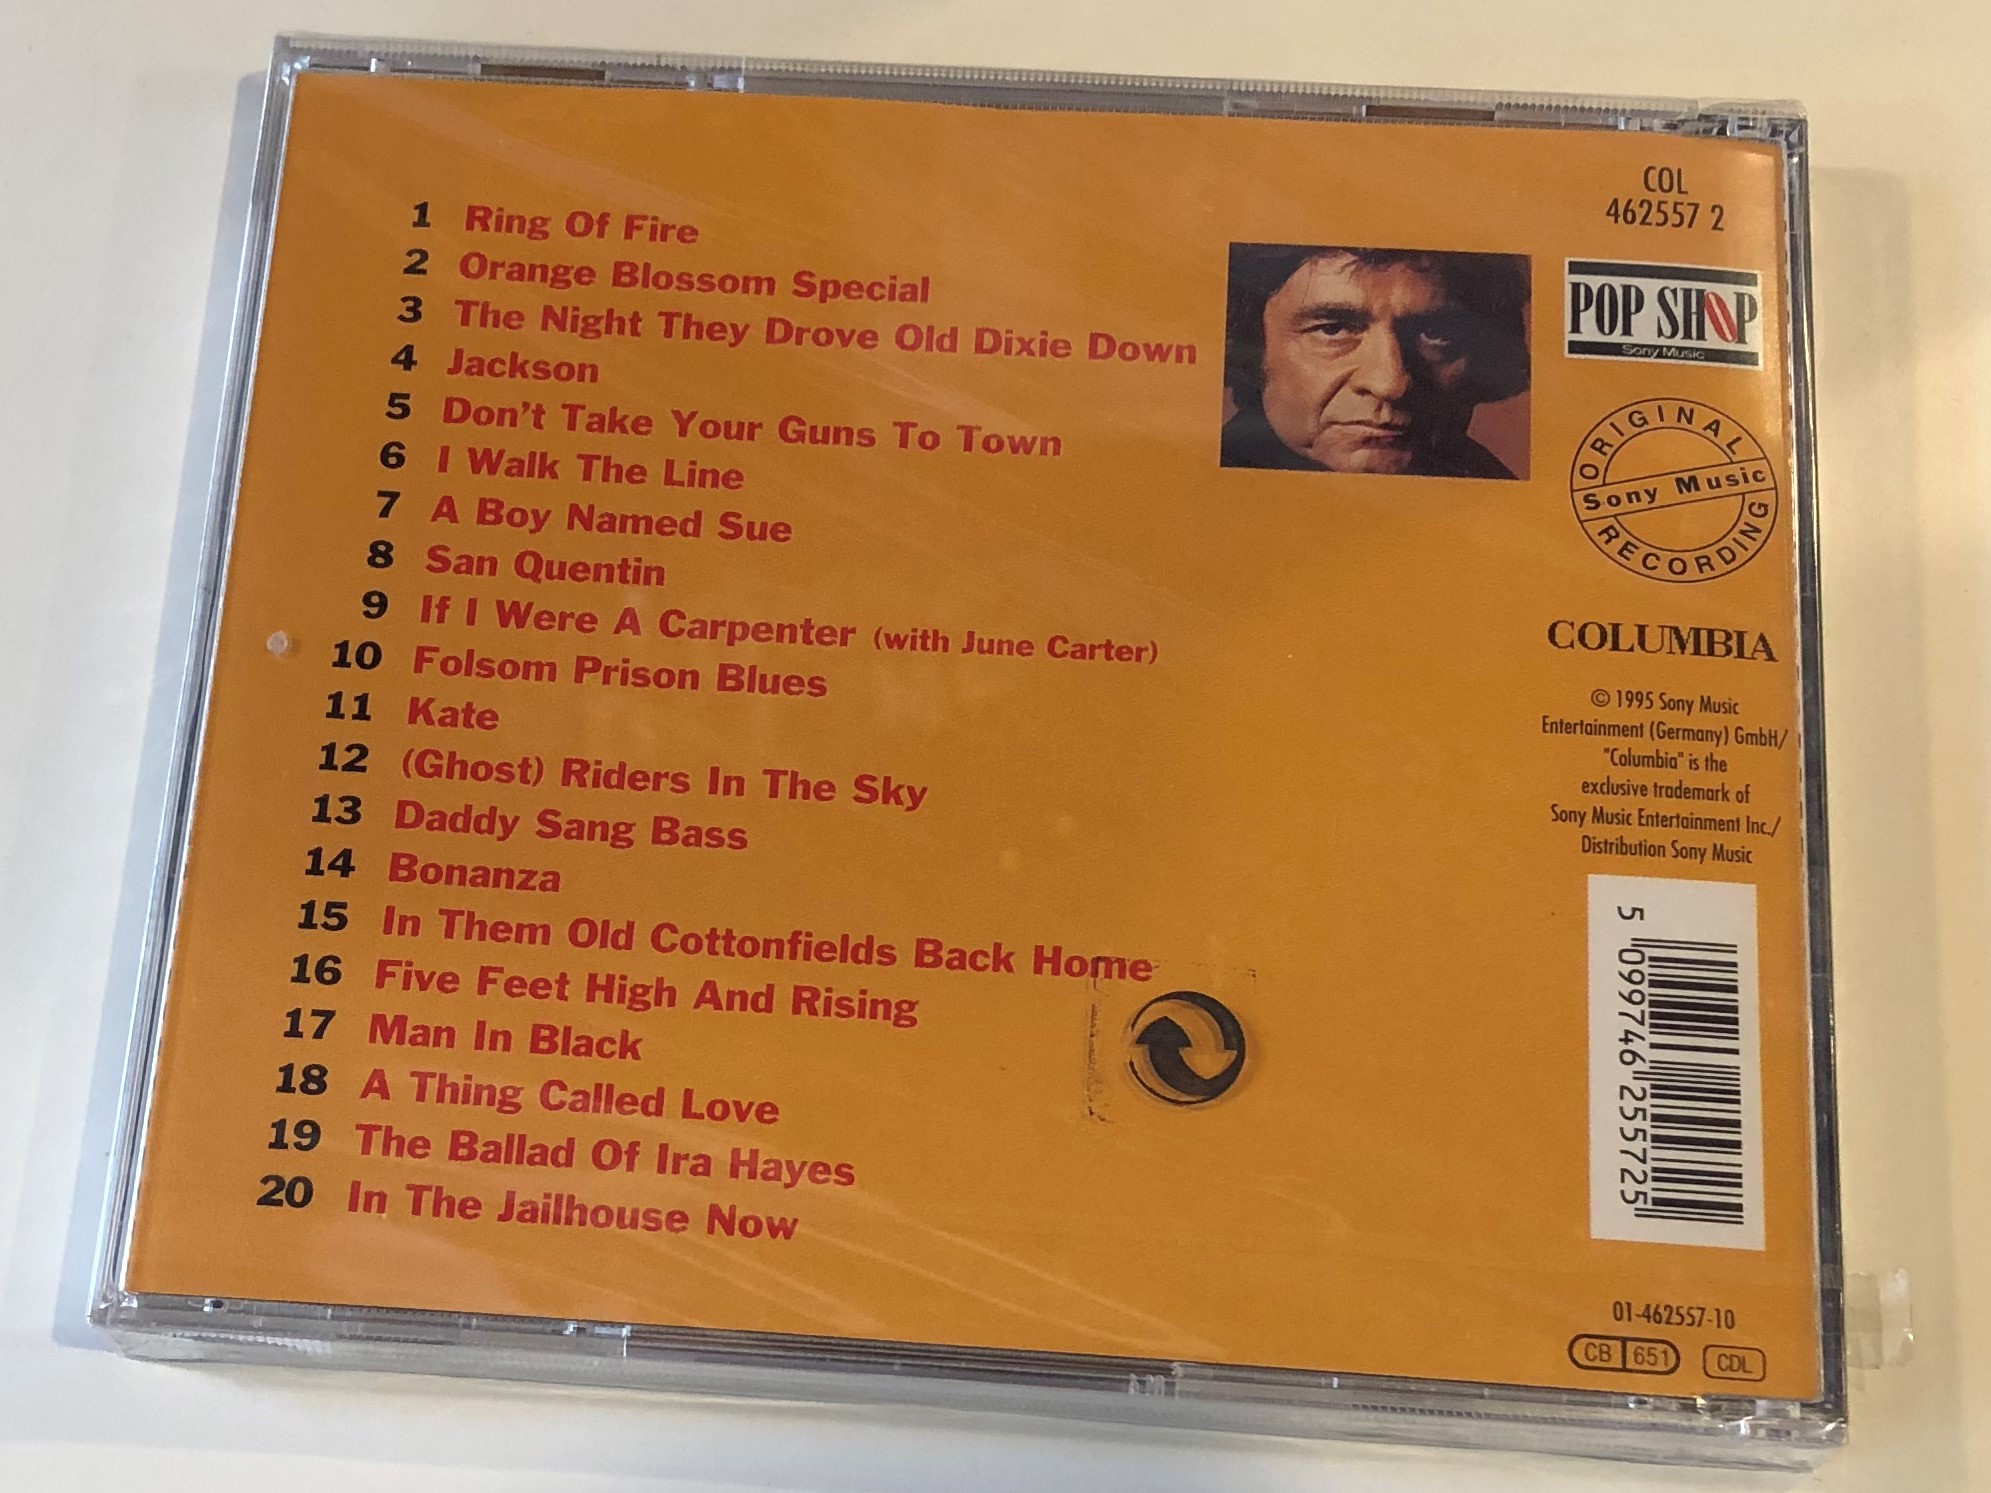 1 Ring Of Fire
2 Orange Blossom Special
3 The Night They Drove Old Dixie Down
4 Jackson
5 Don't Take Your Guns To Town
6 I Walk The Line
7 A Boy Named Sue
8 San Quentin
9 If I Were A Carpenter (with June Carter)
10 Folsom Prison Blues
11 Kate
12 (Ghost) Riders In The Sky
13 Daddy Sang Bass
14 Bonanza
15 In Them Old Cottonfields Back Home
16 Five Feet High And Rising
17 Man In Black
18 A Thing Called Love
19 The Ballad Of Ira Hayes
20 In The Jailhouse Now
COL
462557 2
POP SHOP
Sony Music
ORIGINAL
Sony Music
RECORDING
COLUMBIA
© 1995 Sony Music
Entertainment (Germany) GmbH/
"Columbia" is the
exclusive trademark of
Sony Music Entertainment Inc./
Distribution Sony Music
5 099746 255725
01-462557-10
CB 651 CDL